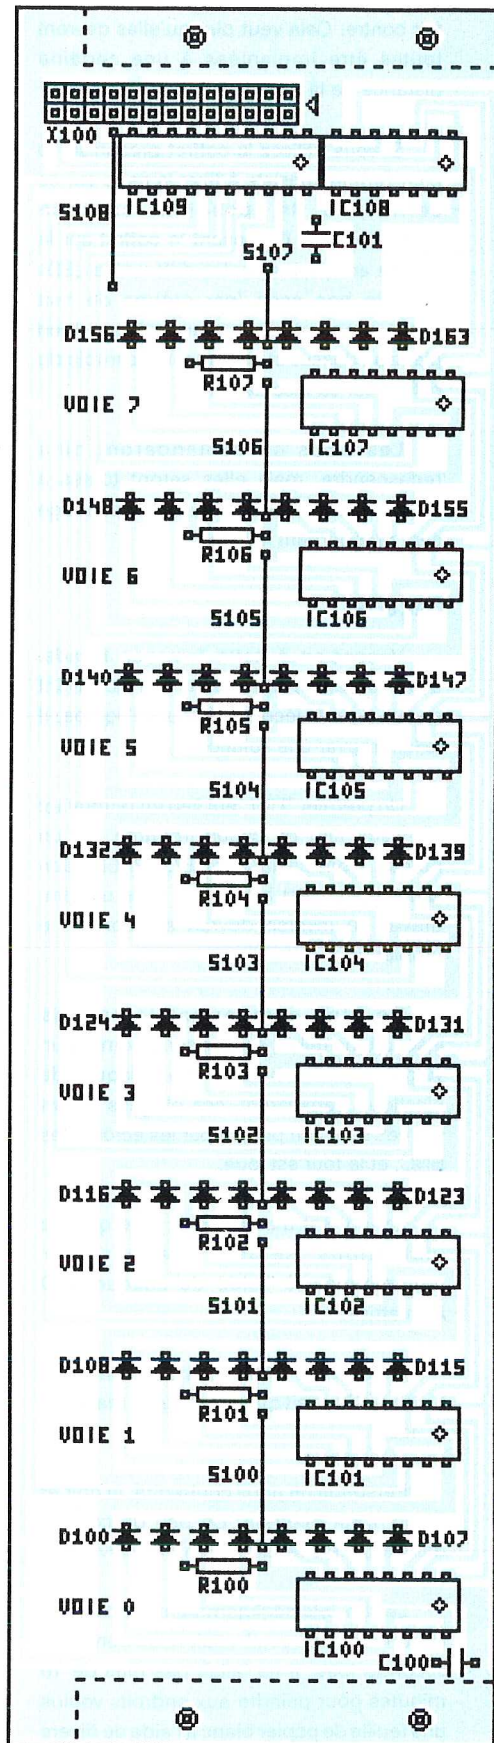 X100
S108 IC109 IC108
S107 C101
D156 D163
R107
VOIE 7
S106 IC107
D148 D155
R106
VOIE 6
S105 IC106
D140 D147
R105
VOIE 5
S104 IC105
D132 D139
R104
VOIE 4
S103 IC104
D124 D131
R103
VOIE 3
S102 IC103
D116 D123
R102
VOIE 2
S101 IC102
D108 D115
R101
VOIE 1
S100 IC101
D100 D107
R100
VOIE 0
IC100 C100